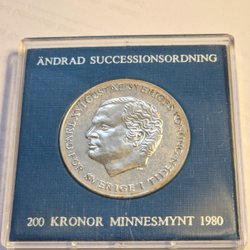 ÄNDRAD SUCCESSIONSORDNING
CARL XVI GUSTAF SVERIGES KONUNG
FÖR SVERIGE I TIDEN
200 KRONOR MINNESMYNT 1980